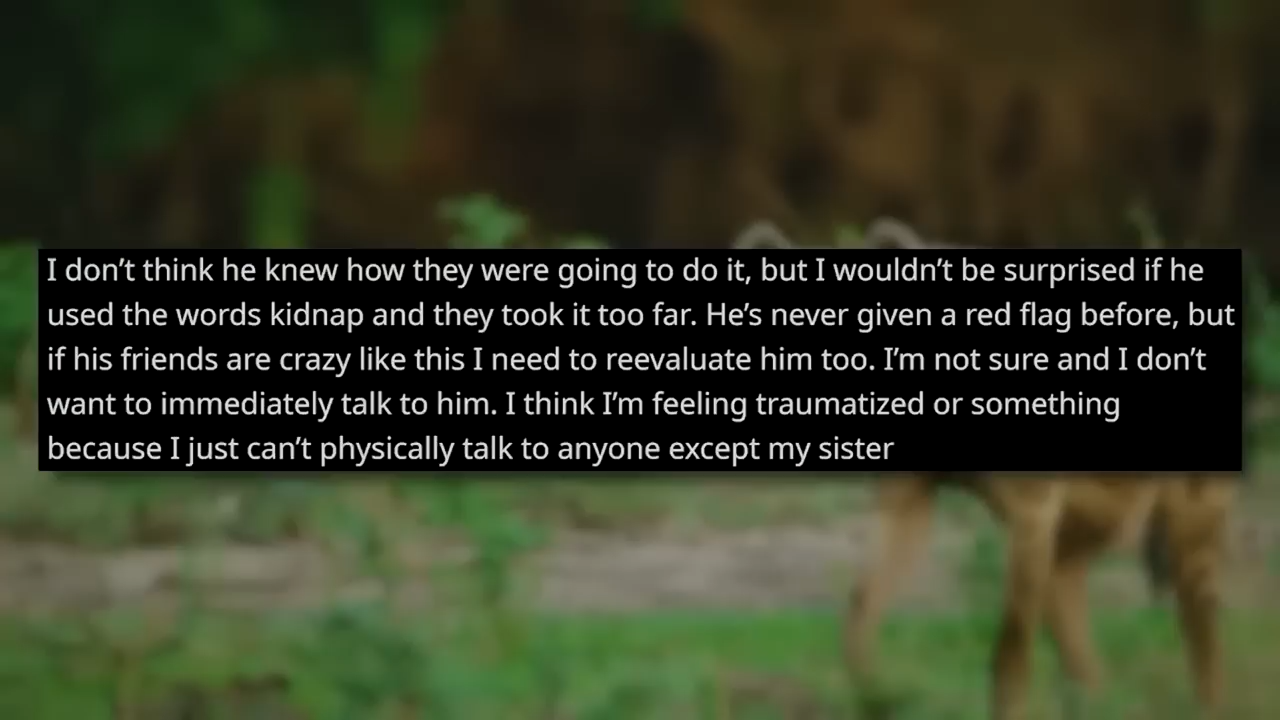 I don’t think he knew how they were going to do it, but I wouldn’t be surprised if he
used the words kidnap and they took it too far. He’s never given a red flag before, but
if his friends are crazy like this I need to reevaluate him too. I’m not sure and I don’t
want to immediately talk to him. I think I’m feeling traumatized or something
because I just can’t physically talk to anyone except my sister